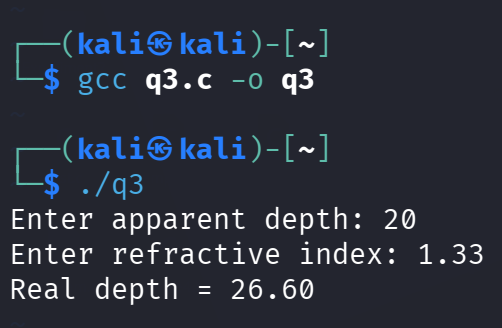 ┌──(kali㉿kali)-[~]
└─$ gcc q3.c -o q3
┌──(kali㉿kali)-[~]
└─$ ./q3
Enter apparent depth: 20
Enter refractive index: 1.33
Real depth = 26.60